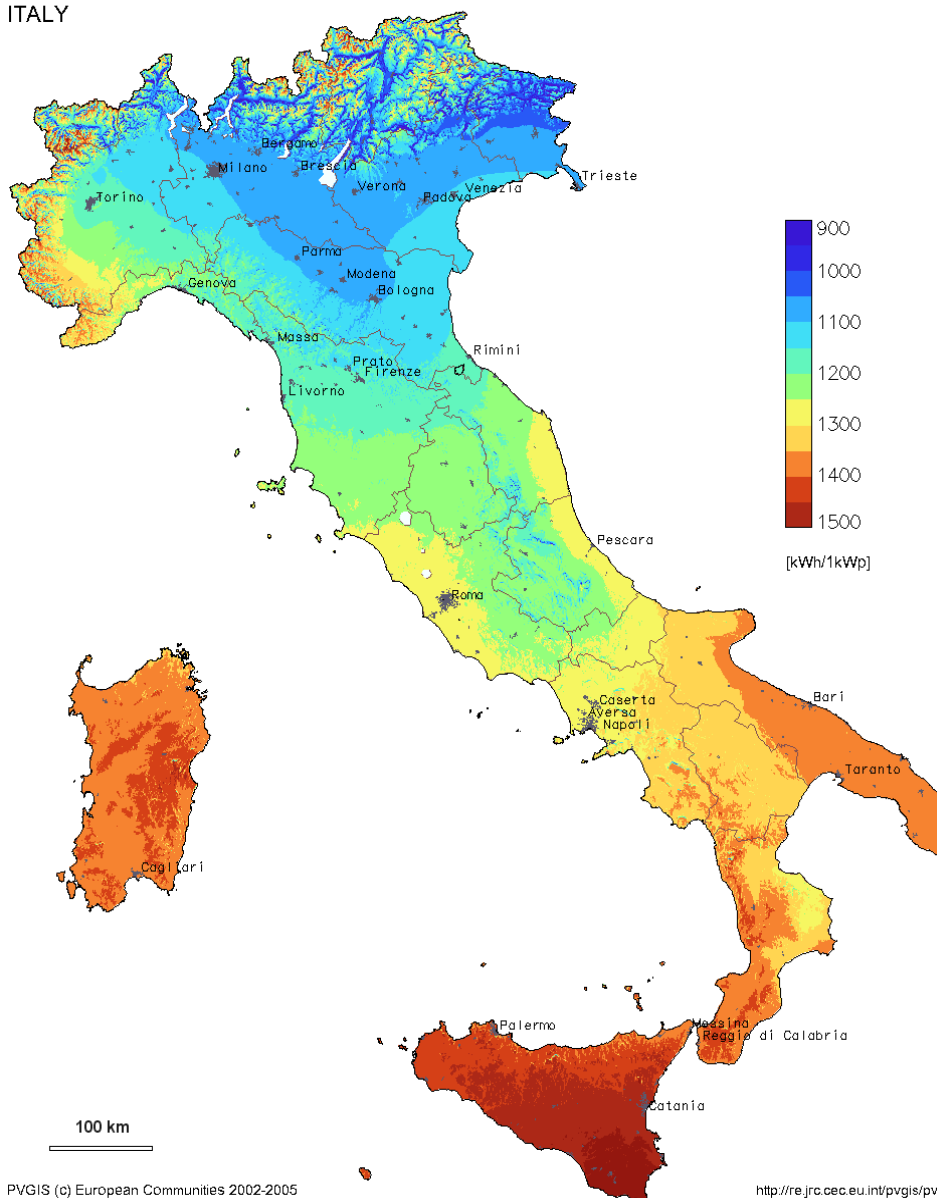 ITALY
Bergamo
Milano
Brescia
Trieste
Verona
Venezia
Padova
Torino
900
Parma
1000
Modena
Genova
Bologna
1100
Massa
Rimini
Prato
Firenze
1200
Livorno
1300
1400
1500
Pescara
[kWh/1kWp]
Roma
Caserta
Bari
Aversa
Napoli
Taranto
Cagliari
Palermo
Messina
Reggio di Calabria
Catania
100 km
PVGIS (c) European Communities 2002-2005
http://re.jrc.cec.eu.int/pvgis/pv